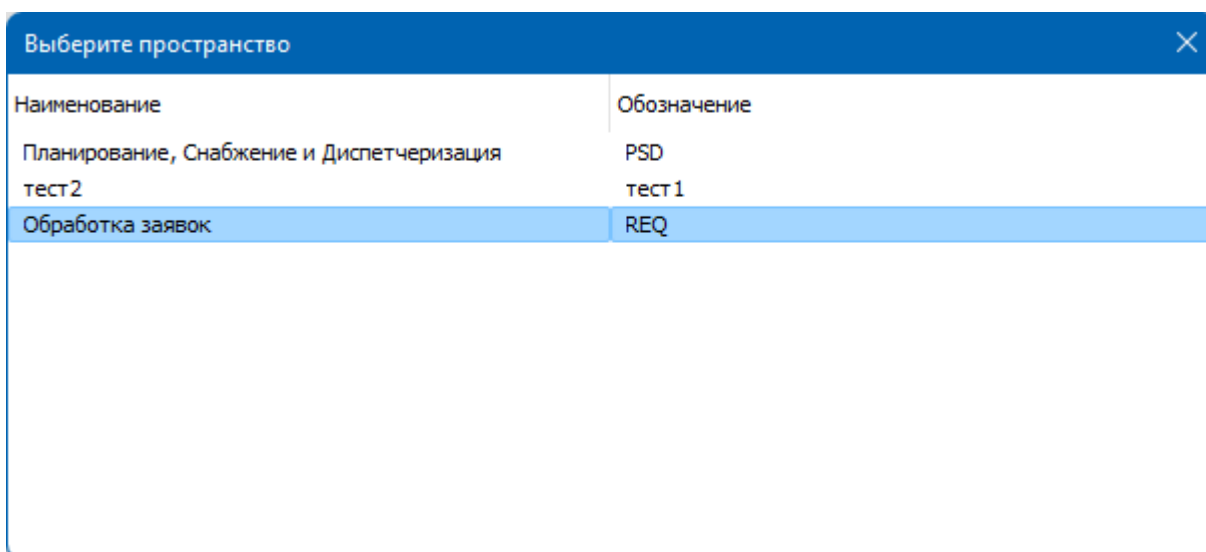 Выберите пространство
Наименование Обозначение
Планирование, Снабжение и Диспетчеризация PSD
тест2 тест1
Обработка заявок REQ